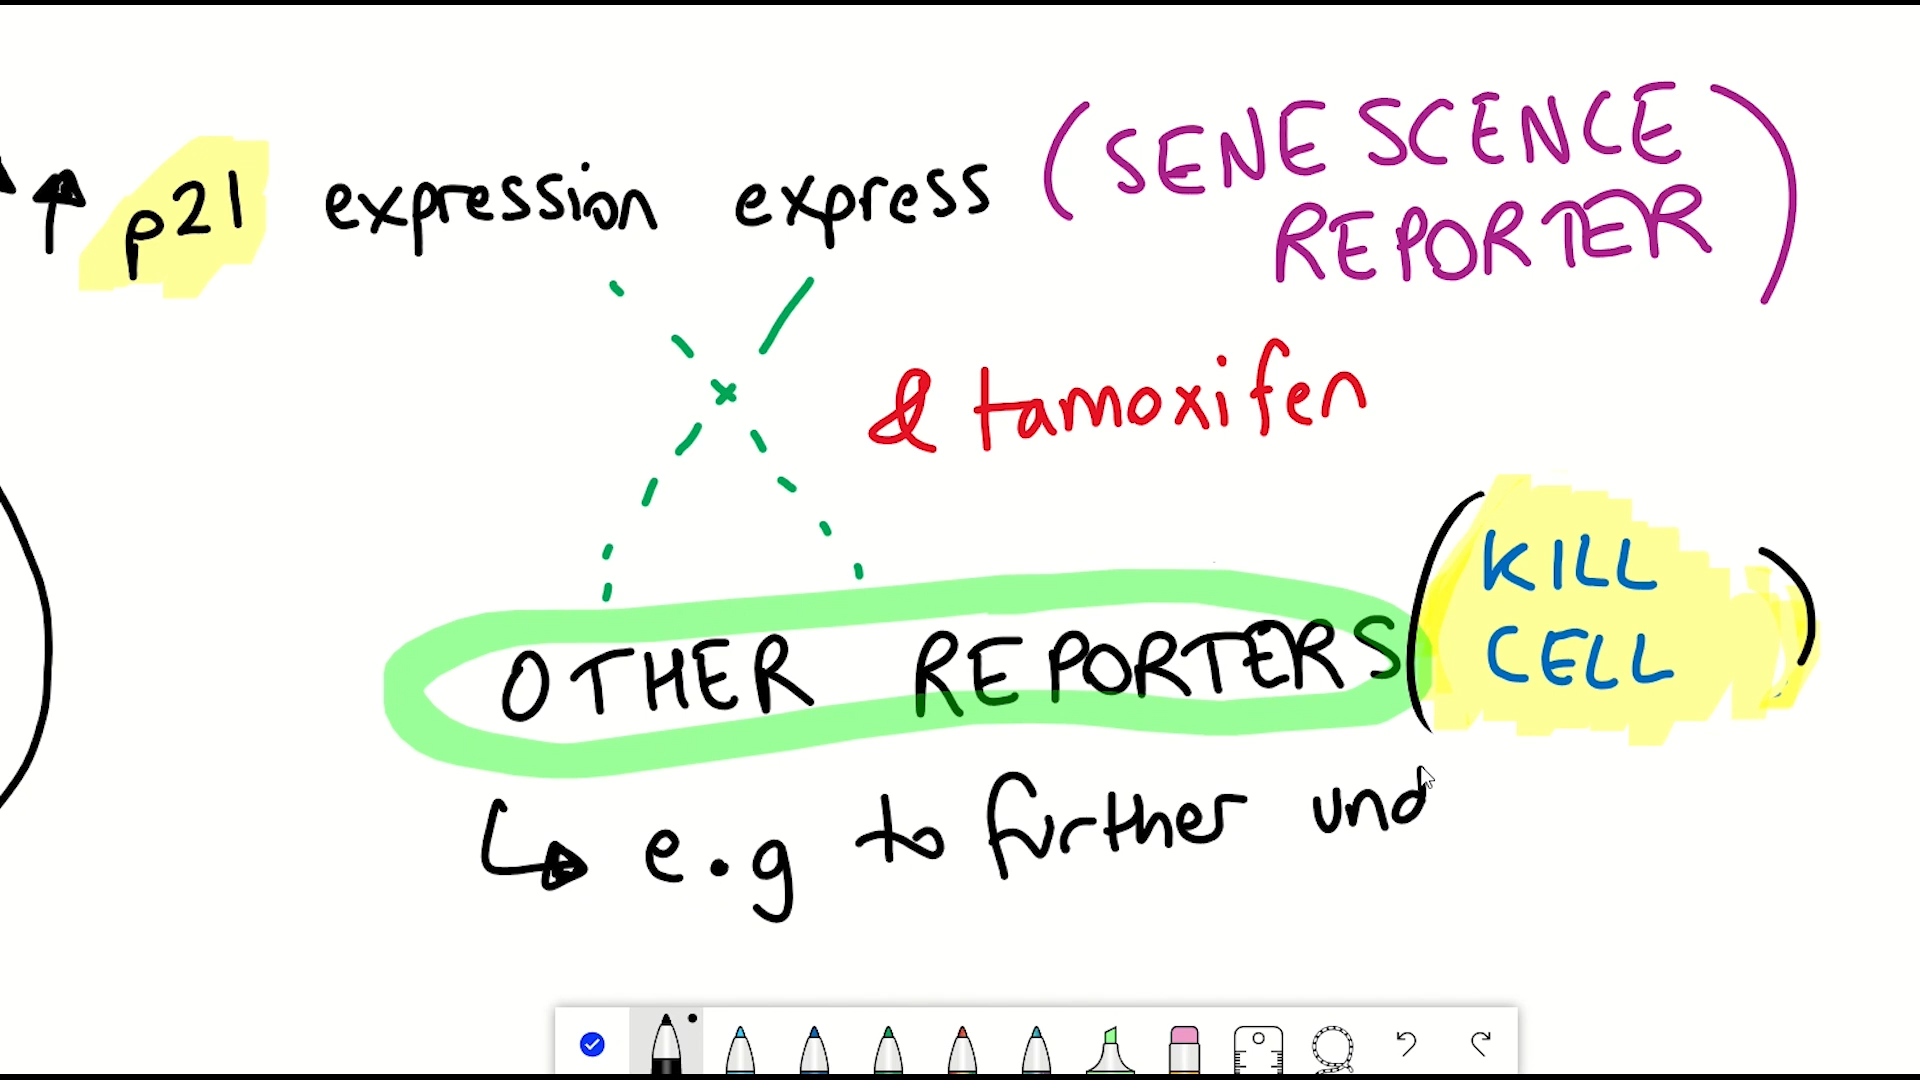 ↑ p21 expression express (SENESCENCE
REPORTER)
& tamoxifen
OTHER REPORTERS (KILL
CELL)
↳ e.g to further und